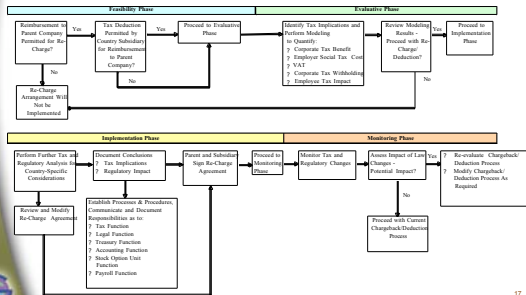 Feasibility Phase
Evaluative Phase
Reimbursement to
Parent Company
Permitted for Re-
Charge?
Yes
Tax Deduction
Permitted by
Country Subsidiary
for Reimbursement
to Parent
Company?
Yes
Proceed to Evaluative
Phase
Identify Tax Implications and
Perform Modeling
to Quantify:
? Corporate Tax Benefit
? Employer Social Tax Cost
? VAT
? Corporate Tax Withholding
? Employee Tax Impact
Review Modeling
Results -
Proceed with Re-
Charge/
Deduction?
Yes
Proceed to
Implementation
Phase
No
No
No
Re-Charge
Arrangement Will
Not be
Implemented
Implementation Phase
Monitoring Phase
Perform Further Tax and
Regulatory Analysis for
Country-Specific
Considerations
Document Conclusions
? Tax Implications
? Regulatory Impact
Parent and Subsidiary
Sign Re-Charge
Agreement
Proceed to
Monitoring
Phase
Monitor Tax and
Regulatory Changes
Assess Impact of Law
Changes -
Potential Impact?
Yes
? Re-evaluate Chargeback/
Deduction Process
? Modify Chargeback/
Deduction Process As
Required
No
Review and Modify
Re-Charge Agreement
Establish Processes & Procedures,
Communicate and Document
Responsibilities as to:
? Tax Function
? Legal Function
? Treasury Function
? Accounting Function
? Stock Option Unit
Function
? Payroll Function
Proceed with Current
Chargeback/Deduction
Process
17